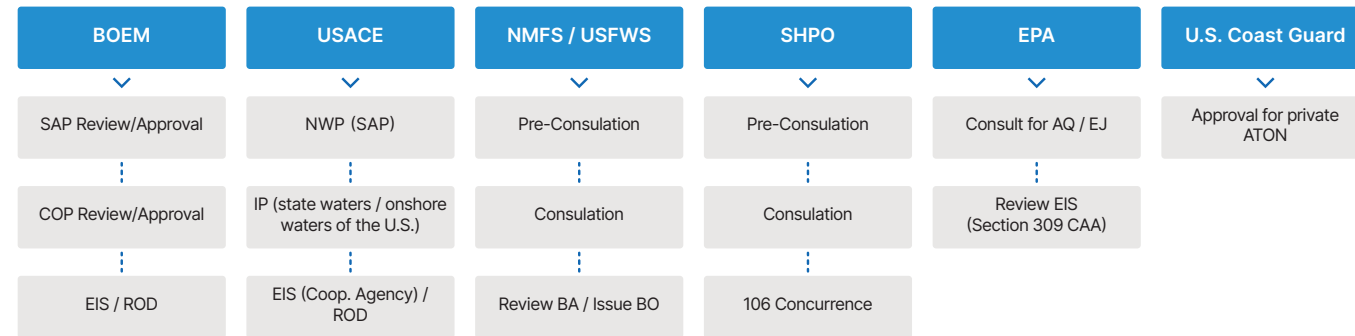 BOEM
USACE
NMFS / USFWS
SHPO
EPA
U.S. Coast Guard
SAP Review/Approval
NWP (SAP)
Pre-Consulation
Pre-Consulation
Consult for AQ / EJ
Approval for private
ATON
COP Review/Approval
IP (state waters / onshore
waters of the U.S.)
Consulation
Consulation
Review EIS
(Section 309 CAA)
EIS / ROD
EIS (Coop. Agency) /
ROD
Review BA / Issue BO
106 Concurrence